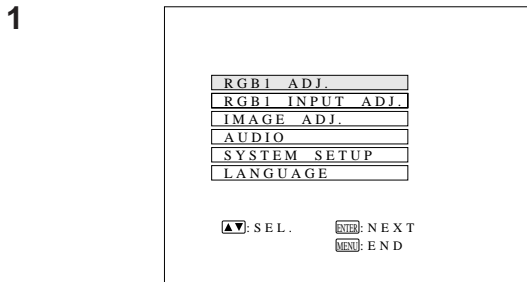 1
RGB1 ADJ.
RGB1 INPUT ADJ.
IMAGE ADJ.
AUDIO
SYSTEM SETUP
LANGUAGE
▲▼:SEL. ENTER:NEXT
MENU:END